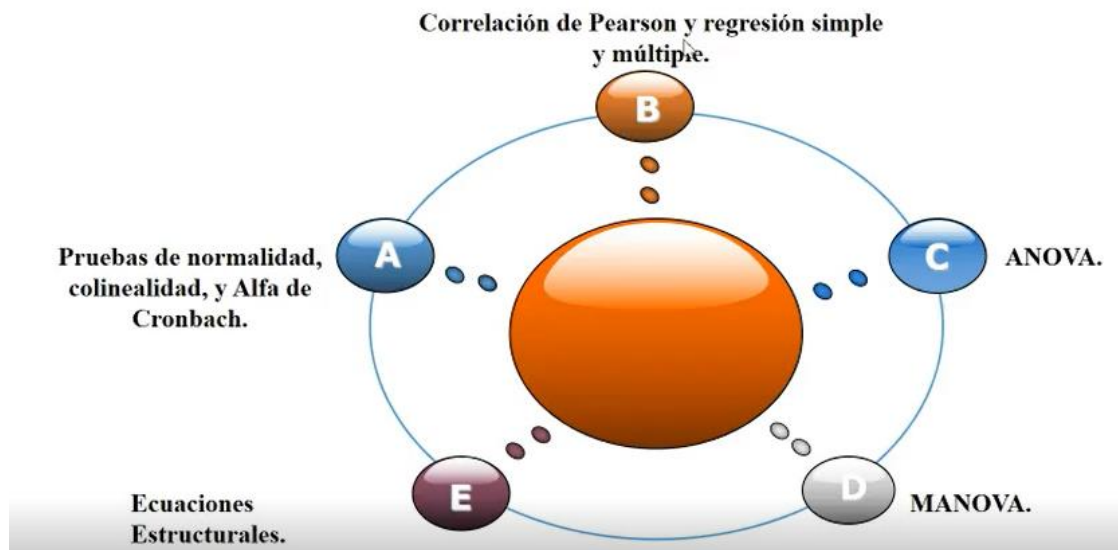 Correlación de Pearson y regresión simple
y múltiple.
B
A
Pruebas de normalidad,
colinealidad, y Alfa de
Cronbach.
C
ANOVA.
E
Ecuaciones
Estructurales.
D
MANOVA.